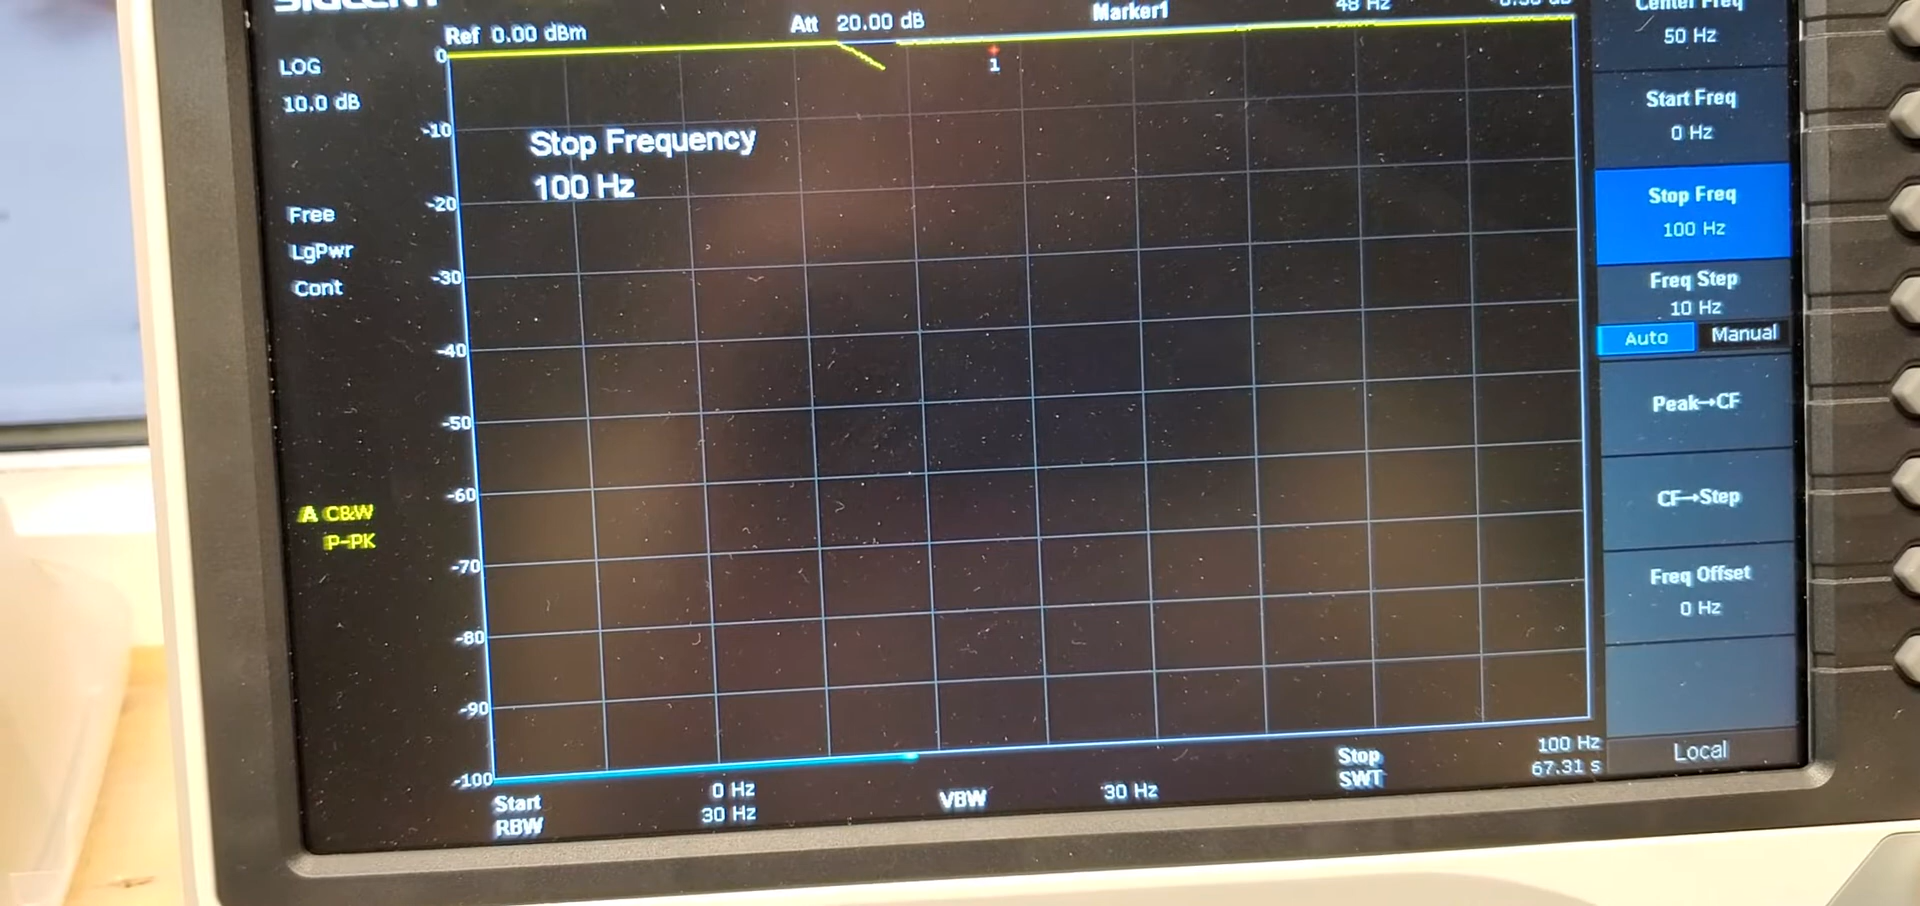 SIGLENT
Ref 0.00 dBm
Att 20.00 dB
Marker1
48 Hz
LOG
10.0 dB
Free
LgPwr
Cont
A C&W
P-PK
0
-10
-20
-30
-40
-50
-60
-70
-80
-90
-100
Stop Frequency
100 Hz
1
Start 0 Hz
RBW 30 Hz
VBW 30 Hz
Stop 100 Hz
SWT 67.31 s
Center Freq
50 Hz
Start Freq
0 Hz
Stop Freq
100 Hz
Freq Step
10 Hz
Auto Manual
Peak→CF
CF→Step
Freq Offset
0 Hz
Local